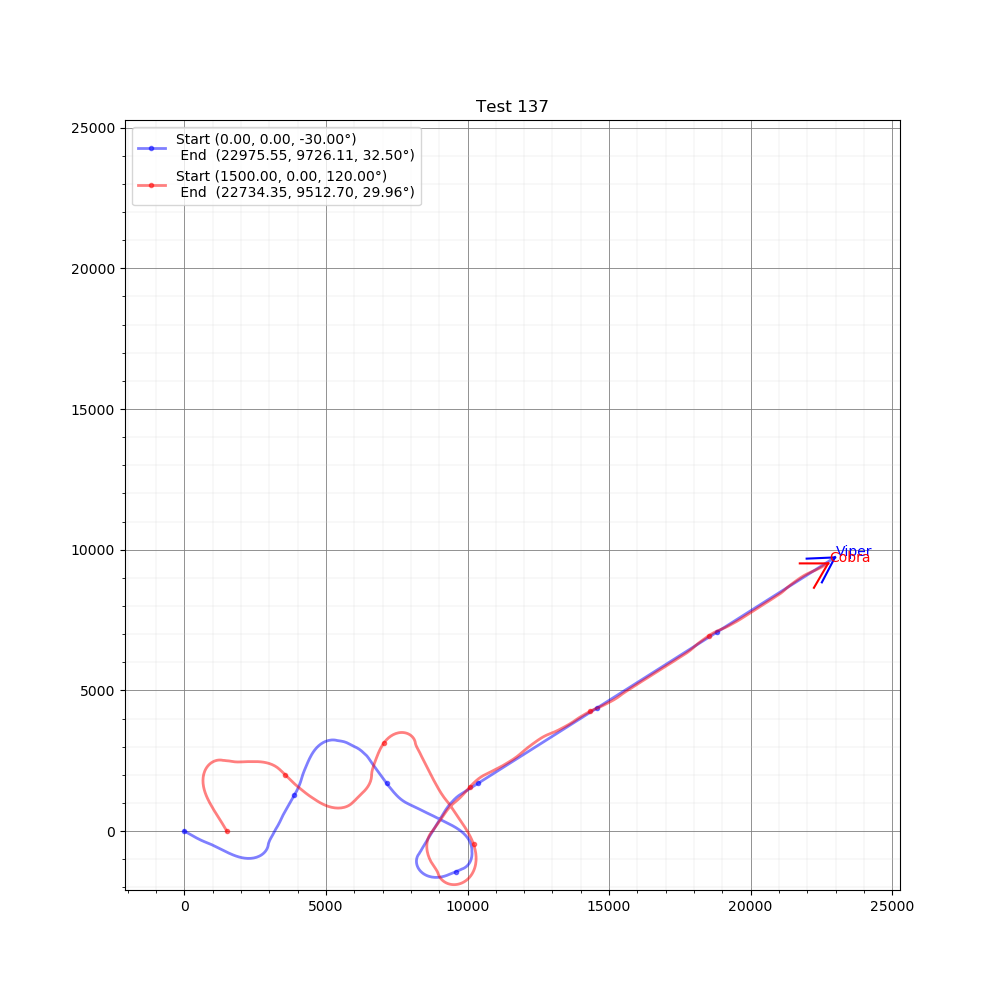 Test 137
Start (0.00, 0.00, -30.00°)
End (22975.55, 9726.11, 32.50°)
Start (1500.00, 0.00, 120.00°)
End (22734.35, 9512.70, 29.96°)
25000
20000
15000
10000
5000
0
Viper
Cobra
0
5000
10000
15000
20000
25000